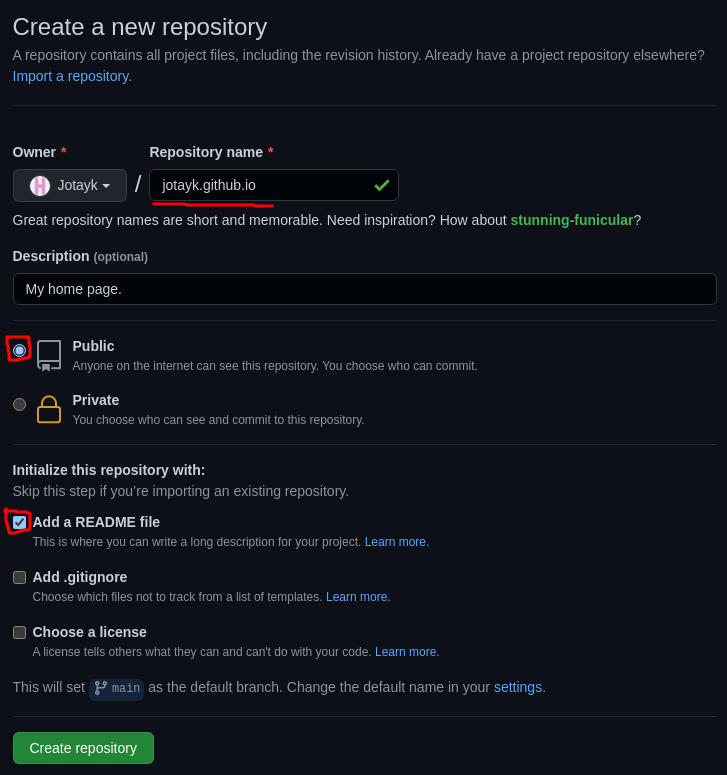 Create a new repository
A repository contains all project files, including the revision history. Already have a project repository elsewhere?
Import a repository.
Owner * Repository name *
Jotayk / jotayk.github.io
Great repository names are short and memorable. Need inspiration? How about stunning-funicular?
Description (optional)
My home page.
Public
Anyone on the internet can see this repository. You choose who can commit.
Private
You choose who can see and commit to this repository.
Initialize this repository with:
Skip this step if you’re importing an existing repository.
Add a README file
This is where you can write a long description for your project. Learn more.
Add .gitignore
Choose which files not to track from a list of templates. Learn more.
Choose a license
A license tells others what they can and can't do with your code. Learn more.
This will set main as the default branch. Change the default name in your settings.
Create repository